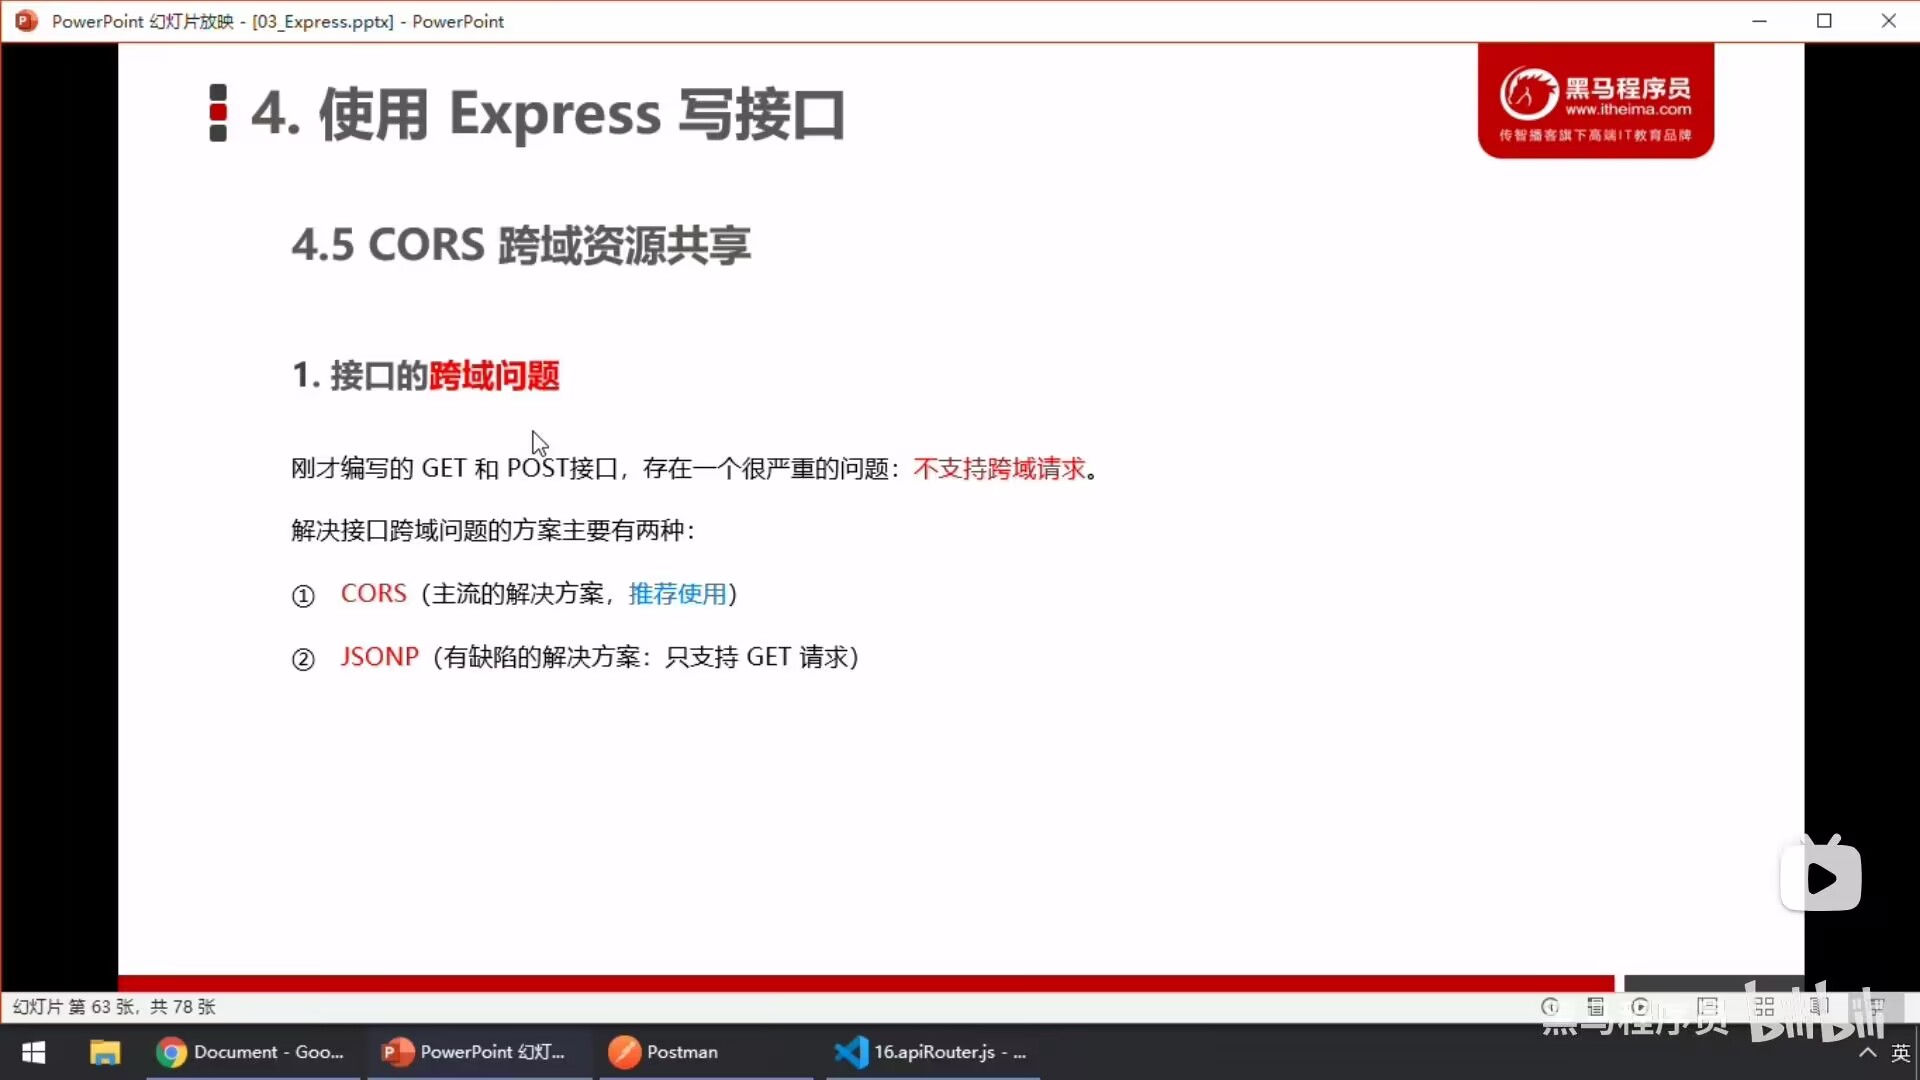 PowerPoint 幻灯片放映 - [03_Express.pptx] - PowerPoint
黑马程序员
www.itheima.com
传智播客旗下高端IT教育品牌
4. 使用 Express 写接口
4.5 CORS 跨域资源共享
1. 接口的跨域问题
刚才编写的 GET 和 POST接口，存在一个很严重的问题：不支持跨域请求。
解决接口跨域问题的方案主要有两种：
① CORS（主流的解决方案，推荐使用）
② JSONP（有缺陷的解决方案：只支持 GET 请求）
幻灯片 第 63 张，共 78 张
黑马程序员 bilibili
Document - Goo...
PowerPoint 幻灯...
Postman
16.apiRouter.js - ...
英